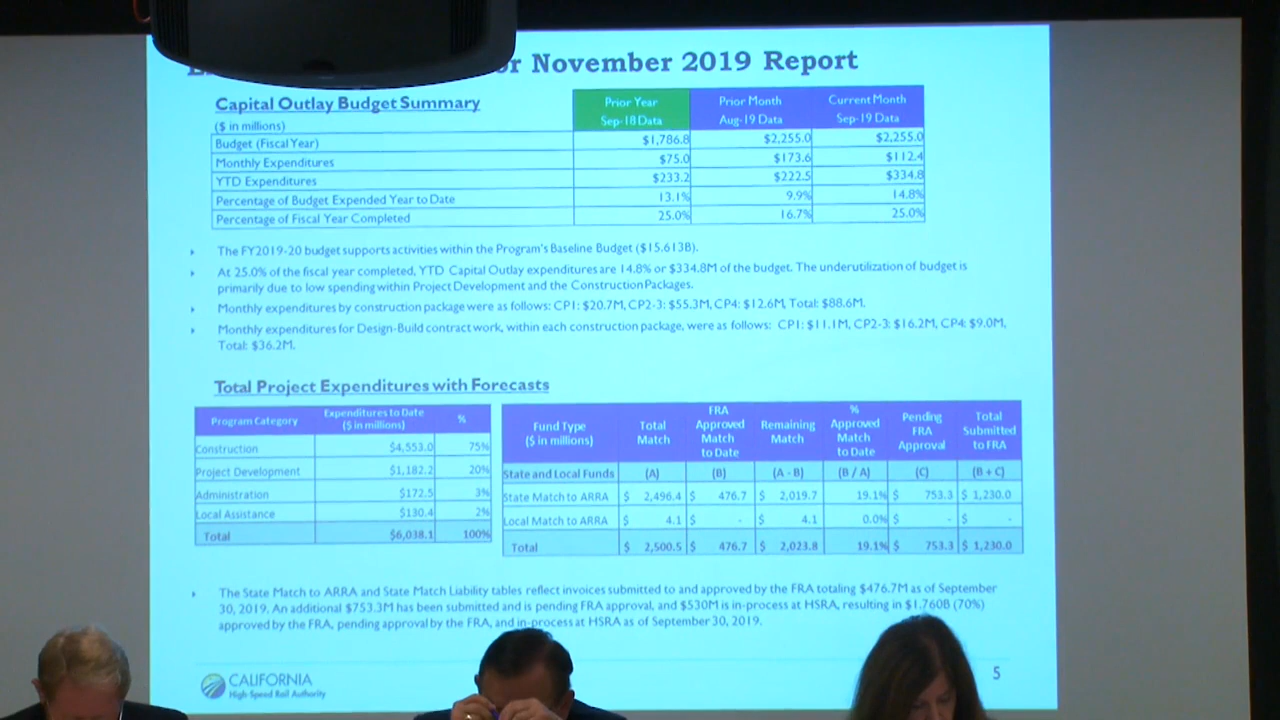 or November 2019 Report
Capital Outlay Budget Summary
($ in millions)
Prior Year Sep-18 Data
Prior Month Aug-19 Data
Current Month Sep-19 Data
Budget (Fiscal Year) $1,786.8 $2,255.0 $2,255.0
Monthly Expenditures $75.0 $173.6 $112.4
YTD Expenditures $233.2 $222.5 $334.8
Percentage of Budget Expended Year to Date 13.1% 9.9% 14.8%
Percentage of Fiscal Year Completed 25.0% 16.7% 25.0%
The FY2019-20 budget supports activities within the Program's Baseline Budget ($15.613B).
At 25.0% of the fiscal year completed, YTD Capital Outlay expenditures are 14.8% or $334.8M of the budget. The underutilization of budget is
primarily due to low spending within Project Development and the Construction Packages.
Monthly expenditures by construction package were as follows: CP1: $20.7M, CP2-3: $55.3M, CP4: $12.6M, Total: $88.6M.
Monthly expenditures for Design-Build contract work, within each construction package, were as follows: CP1: $11.1M, CP2-3: $16.2M, CP4: $9.0M,
Total: $36.2M.
Total Project Expenditures with Forecasts
Program Category Expenditures to Date ($ in millions) %
Construction $4,553.0 75%
Project Development $1,182.2 20%
Administration $172.5 3%
Local Assistance $130.4 2%
Total $6,038.1 100%
Fund Type ($ in millions) Total Match FRA Approved Match to Date Remaining Match % Approved Match to Date Pending FRA Approval Total Submitted to FRA
State and Local Funds (A) (B) (A - B) (B / A) (C) (B + C)
State Match to ARRA $ 2,496.4 $ 476.7 $ 2,019.7 19.1% $ 753.3 $ 1,230.0
Local Match to ARRA $ 4.1 $ - $ 4.1 0.0% $ - $ -
Total $ 2,500.5 $ 476.7 $ 2,023.8 19.1% $ 753.3 $ 1,230.0
The State Match to ARRA and State Match Liability tables reflect invoices submitted to and approved by the FRA totaling $476.7M as of September
30, 2019. An additional $753.3M has been submitted and is pending FRA approval, and $530M is in-process at HSRA, resulting in $1.760B (70%)
approved by the FRA, pending approval by the FRA, and in-process at HSRA as of September 30, 2019.
CALIFORNIA
High-Speed Rail Authority
5